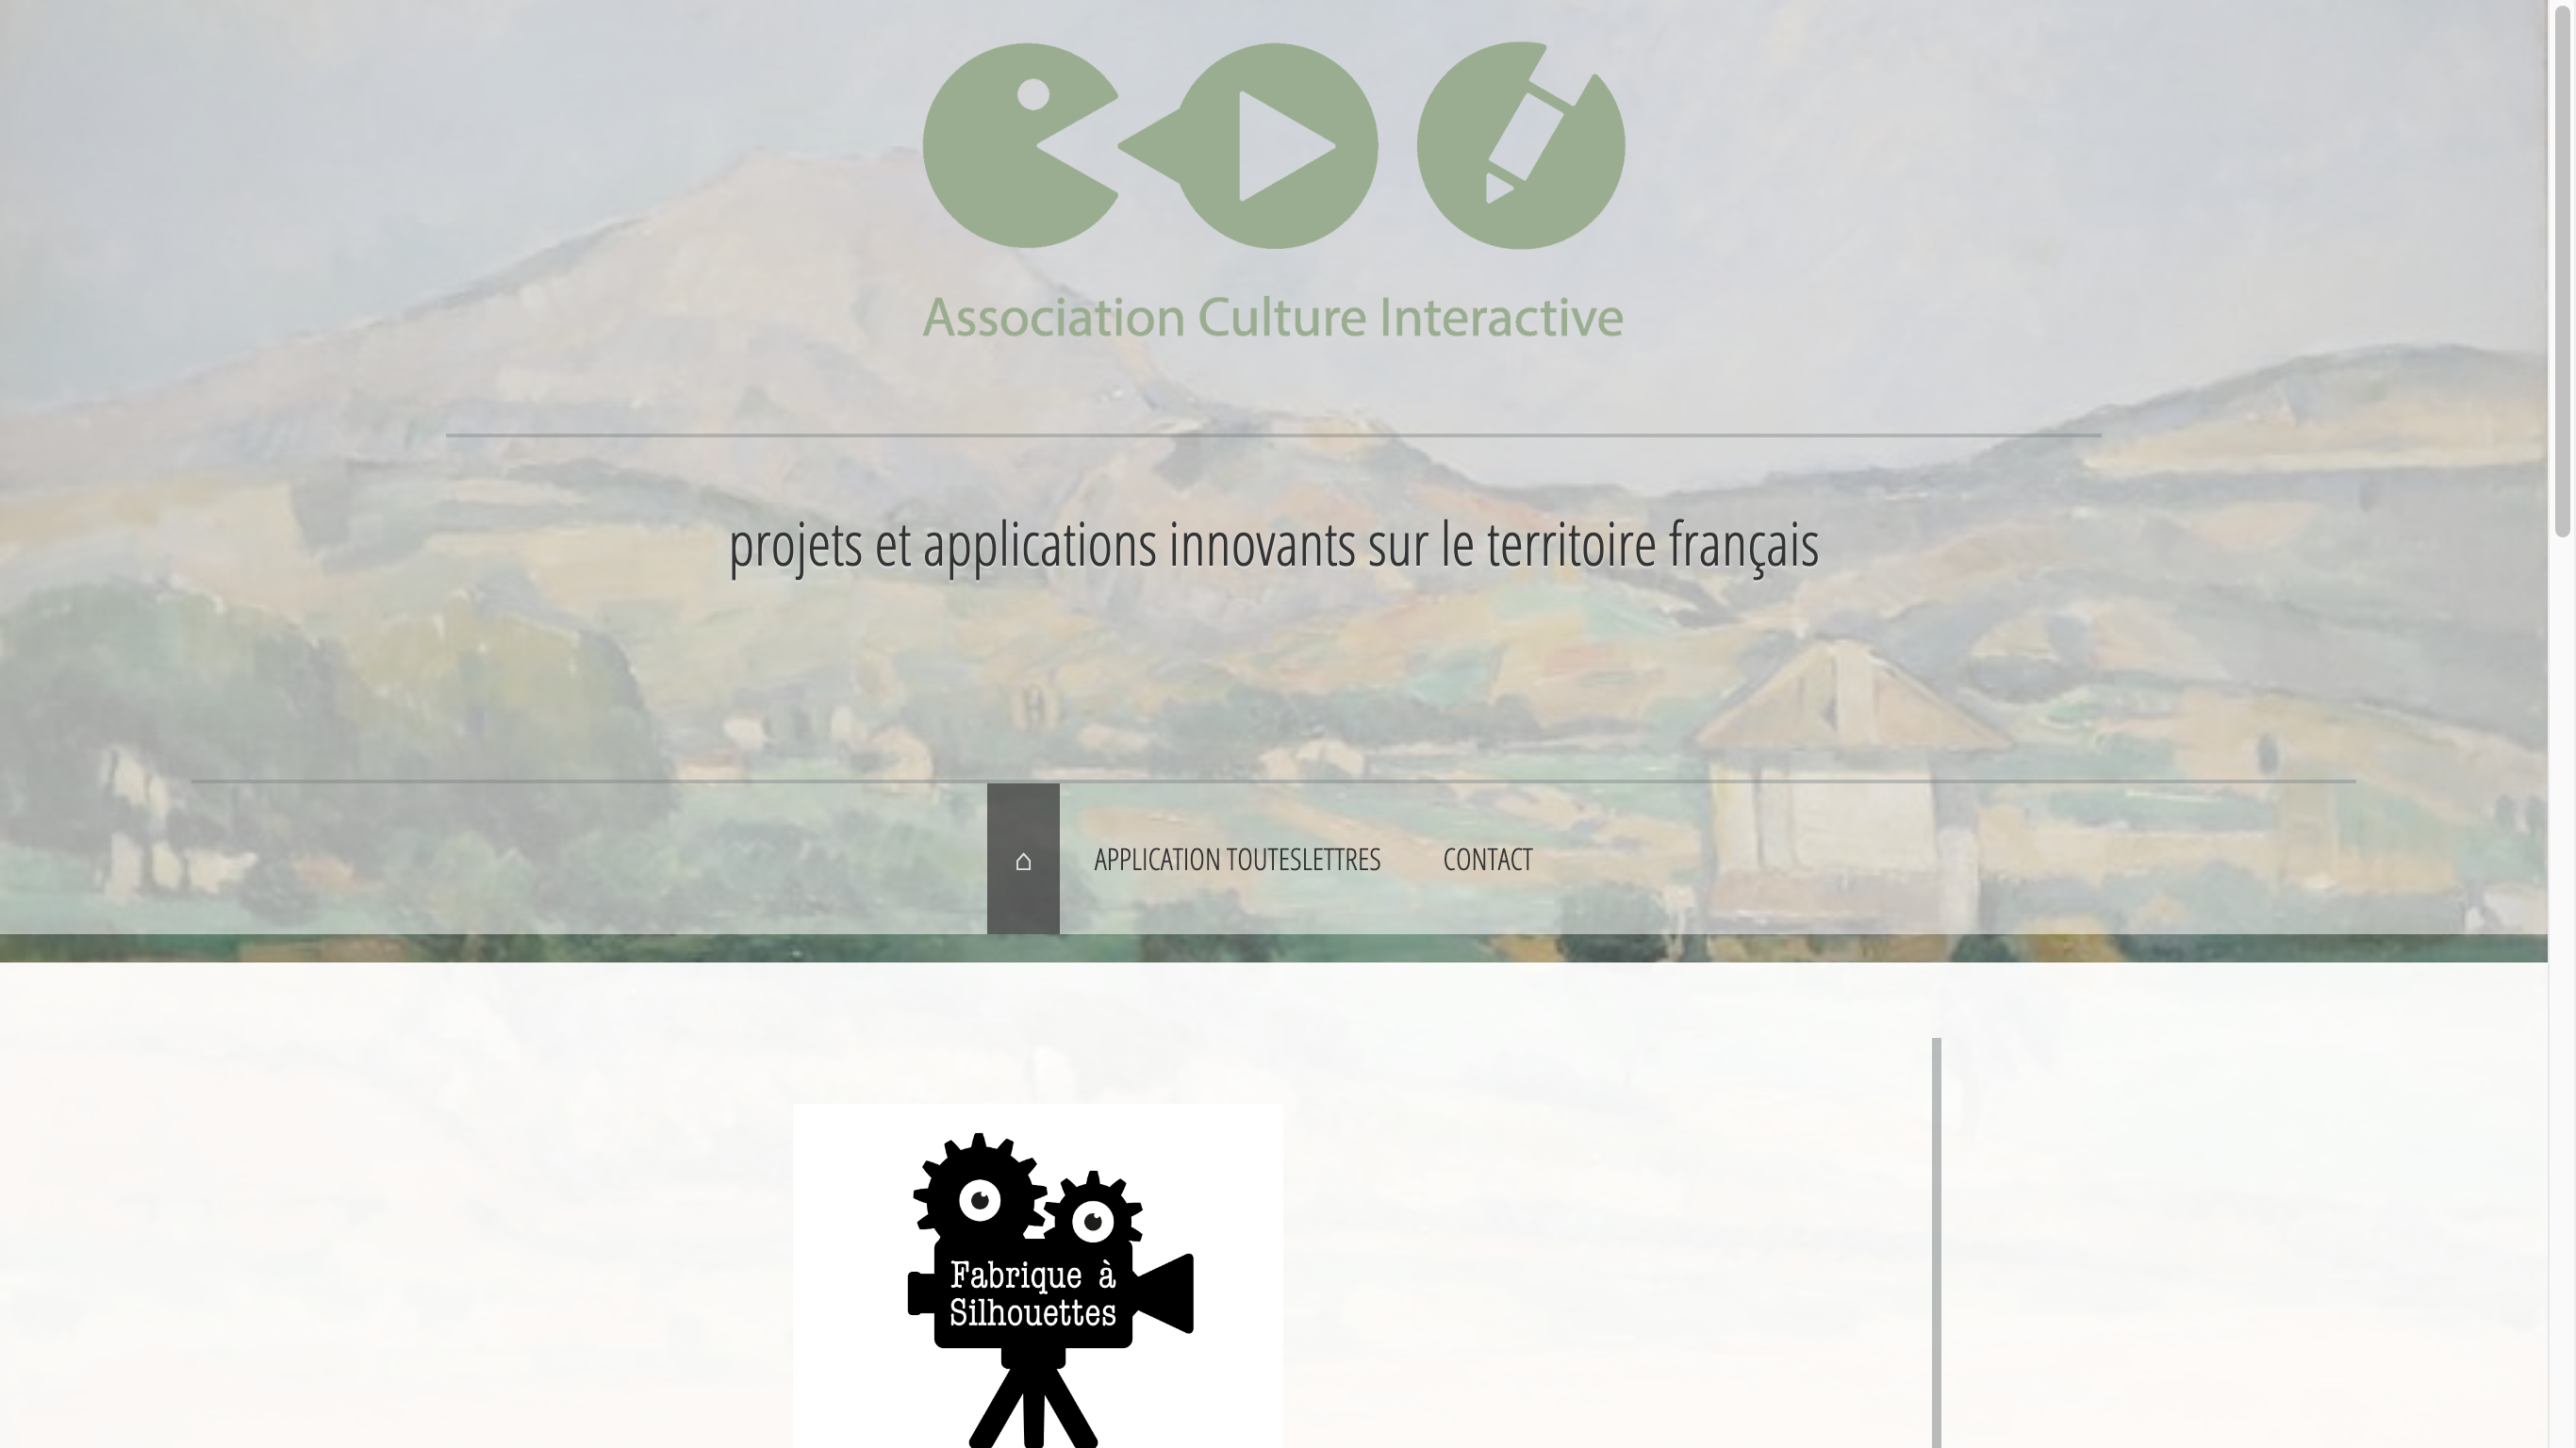 Association Culture Interactive
projets et applications innovants sur le territoire français
⌂ APPLICATION TOUTESLETTRES CONTACT
Fabrique à
Silhouettes